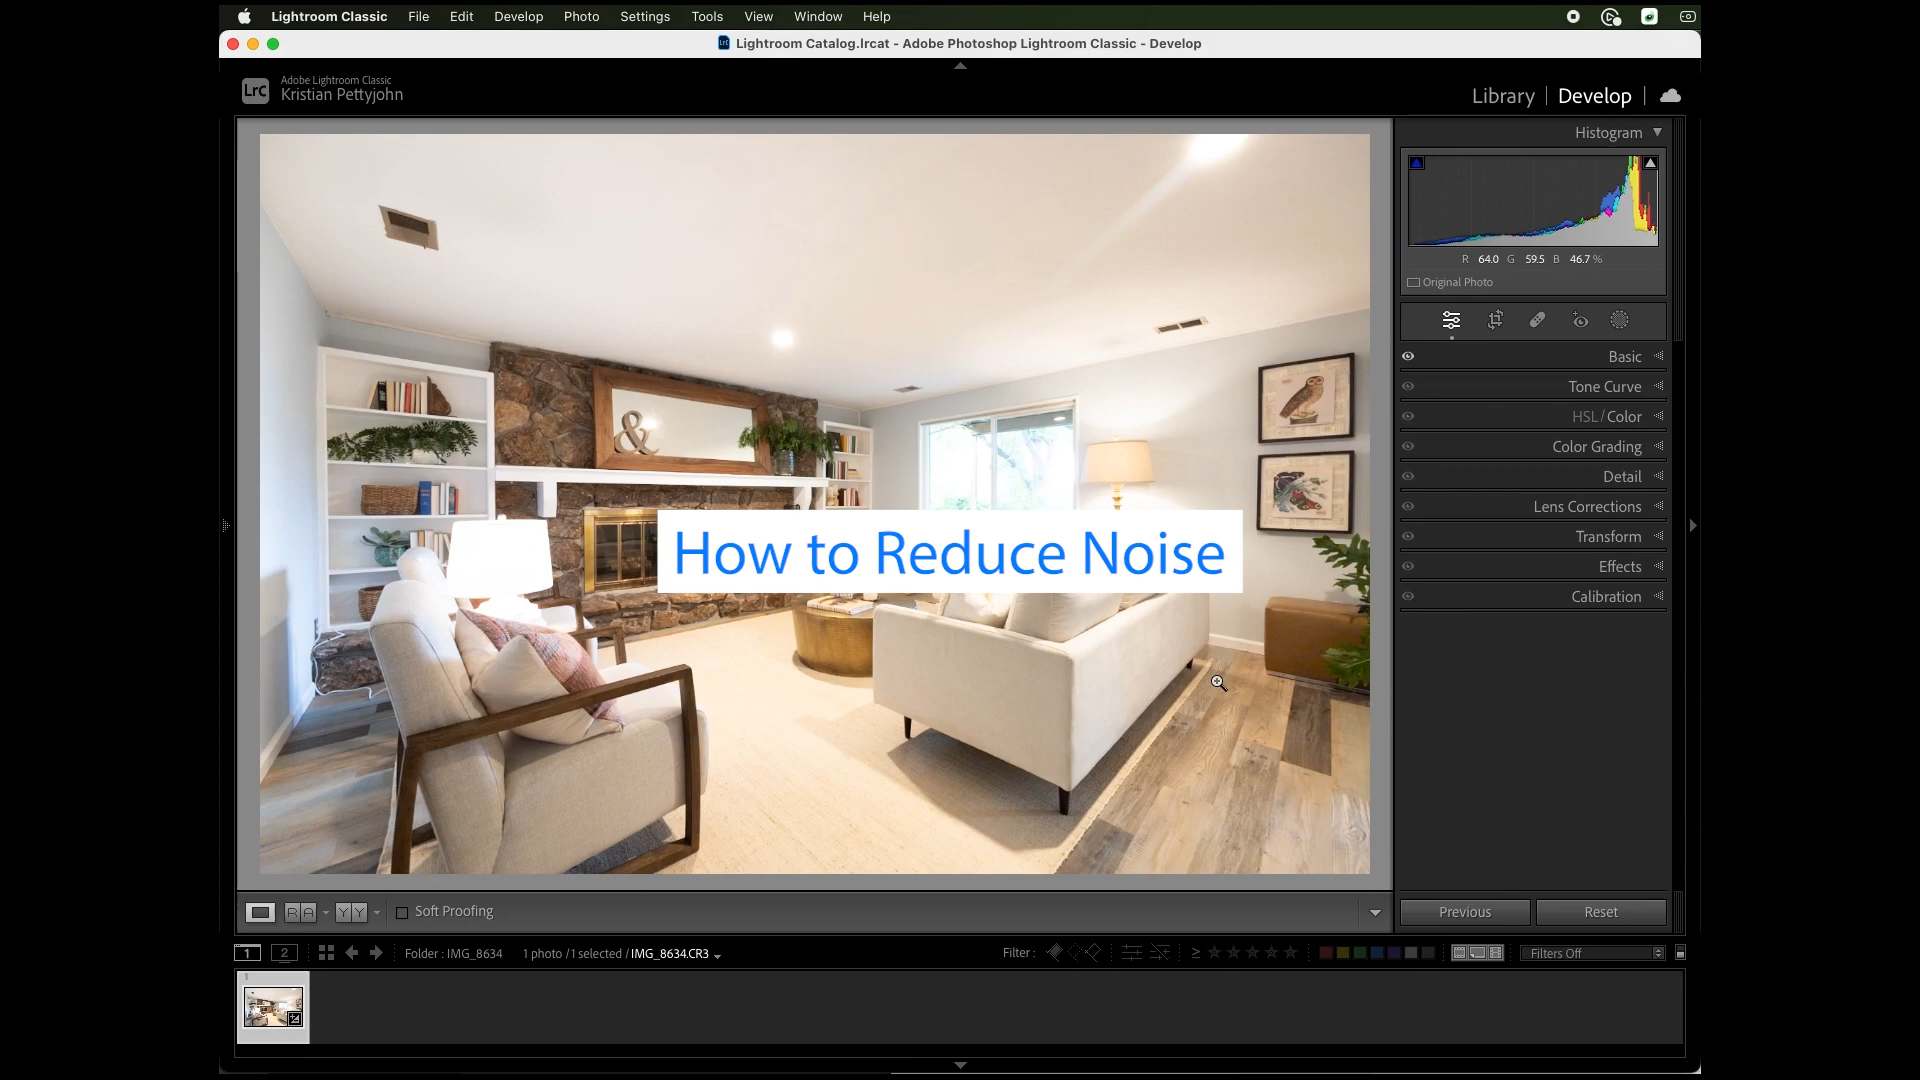 Lightroom Classic File Edit Develop Photo Settings Tools View Window Help
Lightroom Catalog.lrcat - Adobe Photoshop Lightroom Classic - Develop
Lrc
Adobe Lightroom Classic
Kristian Pettyjohn
Library | Develop |
Histogram
R 64.0 G 59.5 B 46.7 %
Original Photo
Basic
Tone Curve
HSL / Color
Color Grading
Detail
Lens Corrections
Transform
Effects
Calibration
&
How to Reduce Noise
R A Y Y Soft Proofing
Previous Reset
1 2 Folder : IMG_8634 1 photo / 1 selected / IMG_8634.CR3 Filter : ≥ Filters Off
1